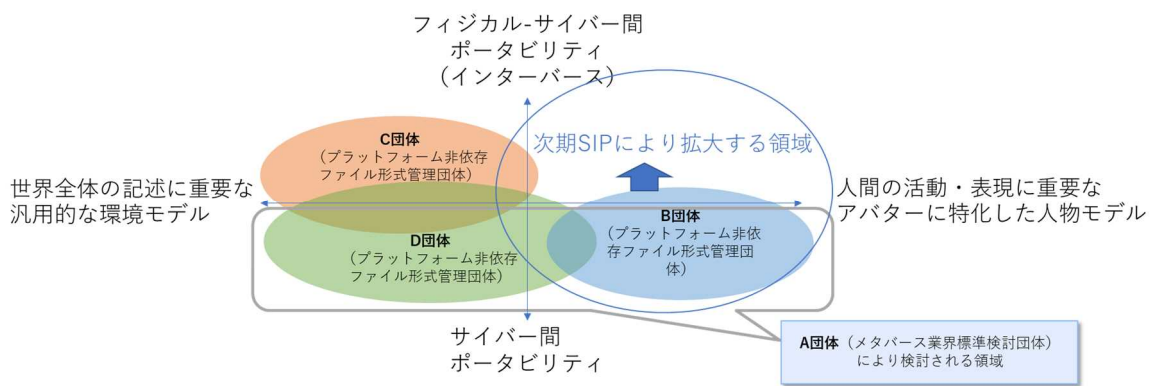 フィジカル-サイバー間
ポータビリティ
（インターバース）
C団体
（プラットフォーム非依存
ファイル形式管理団体）
次期SIPにより拡大する領域
世界全体の記述に重要な
汎用的な環境モデル
人間の活動・表現に重要な
アバターに特化した人物モデル
B団体
（プラットフォーム非依
存ファイル形式管理団
体）
D団体
（プラットフォーム非依存
ファイル形式管理団体）
サイバー間
ポータビリティ
A団体（メタバース業界標準検討団体）
により検討される領域